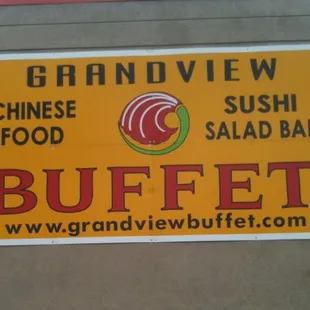 GRANDVIEW
CHINESE FOOD
SUSHI SALAD BAR
BUFFET
www.grandviewbuffet.com